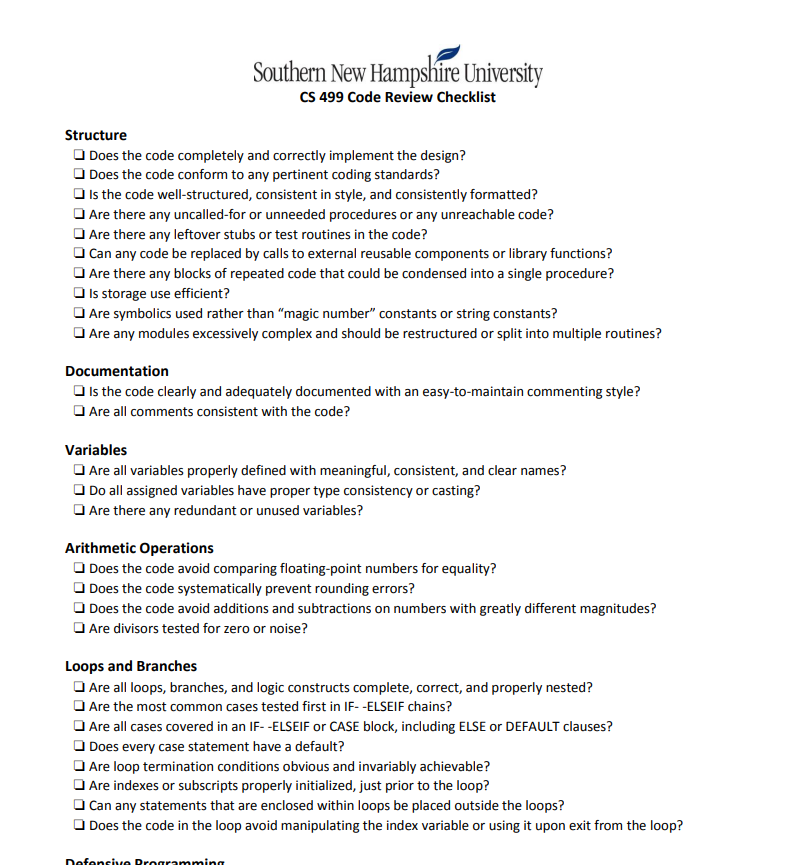 Southern New Hampshire University
CS 499 Code Review Checklist
Structure
❏ Does the code completely and correctly implement the design?
❏ Does the code conform to any pertinent coding standards?
❏ Is the code well-structured, consistent in style, and consistently formatted?
❏ Are there any uncalled-for or unneeded procedures or any unreachable code?
❏ Are there any leftover stubs or test routines in the code?
❏ Can any code be replaced by calls to external reusable components or library functions?
❏ Are there any blocks of repeated code that could be condensed into a single procedure?
❏ Is storage use efficient?
❏ Are symbolics used rather than “magic number” constants or string constants?
❏ Are any modules excessively complex and should be restructured or split into multiple routines?
Documentation
❏ Is the code clearly and adequately documented with an easy-to-maintain commenting style?
❏ Are all comments consistent with the code?
Variables
❏ Are all variables properly defined with meaningful, consistent, and clear names?
❏ Do all assigned variables have proper type consistency or casting?
❏ Are there any redundant or unused variables?
Arithmetic Operations
❏ Does the code avoid comparing floating-point numbers for equality?
❏ Does the code systematically prevent rounding errors?
❏ Does the code avoid additions and subtractions on numbers with greatly different magnitudes?
❏ Are divisors tested for zero or noise?
Loops and Branches
❏ Are all loops, branches, and logic constructs complete, correct, and properly nested?
❏ Are the most common cases tested first in IF- -ELSEIF chains?
❏ Are all cases covered in an IF- -ELSEIF or CASE block, including ELSE or DEFAULT clauses?
❏ Does every case statement have a default?
❏ Are loop termination conditions obvious and invariably achievable?
❏ Are indexes or subscripts properly initialized, just prior to the loop?
❏ Can any statements that are enclosed within loops be placed outside the loops?
❏ Does the code in the loop avoid manipulating the index variable or using it upon exit from the loop?
Defensive Programming